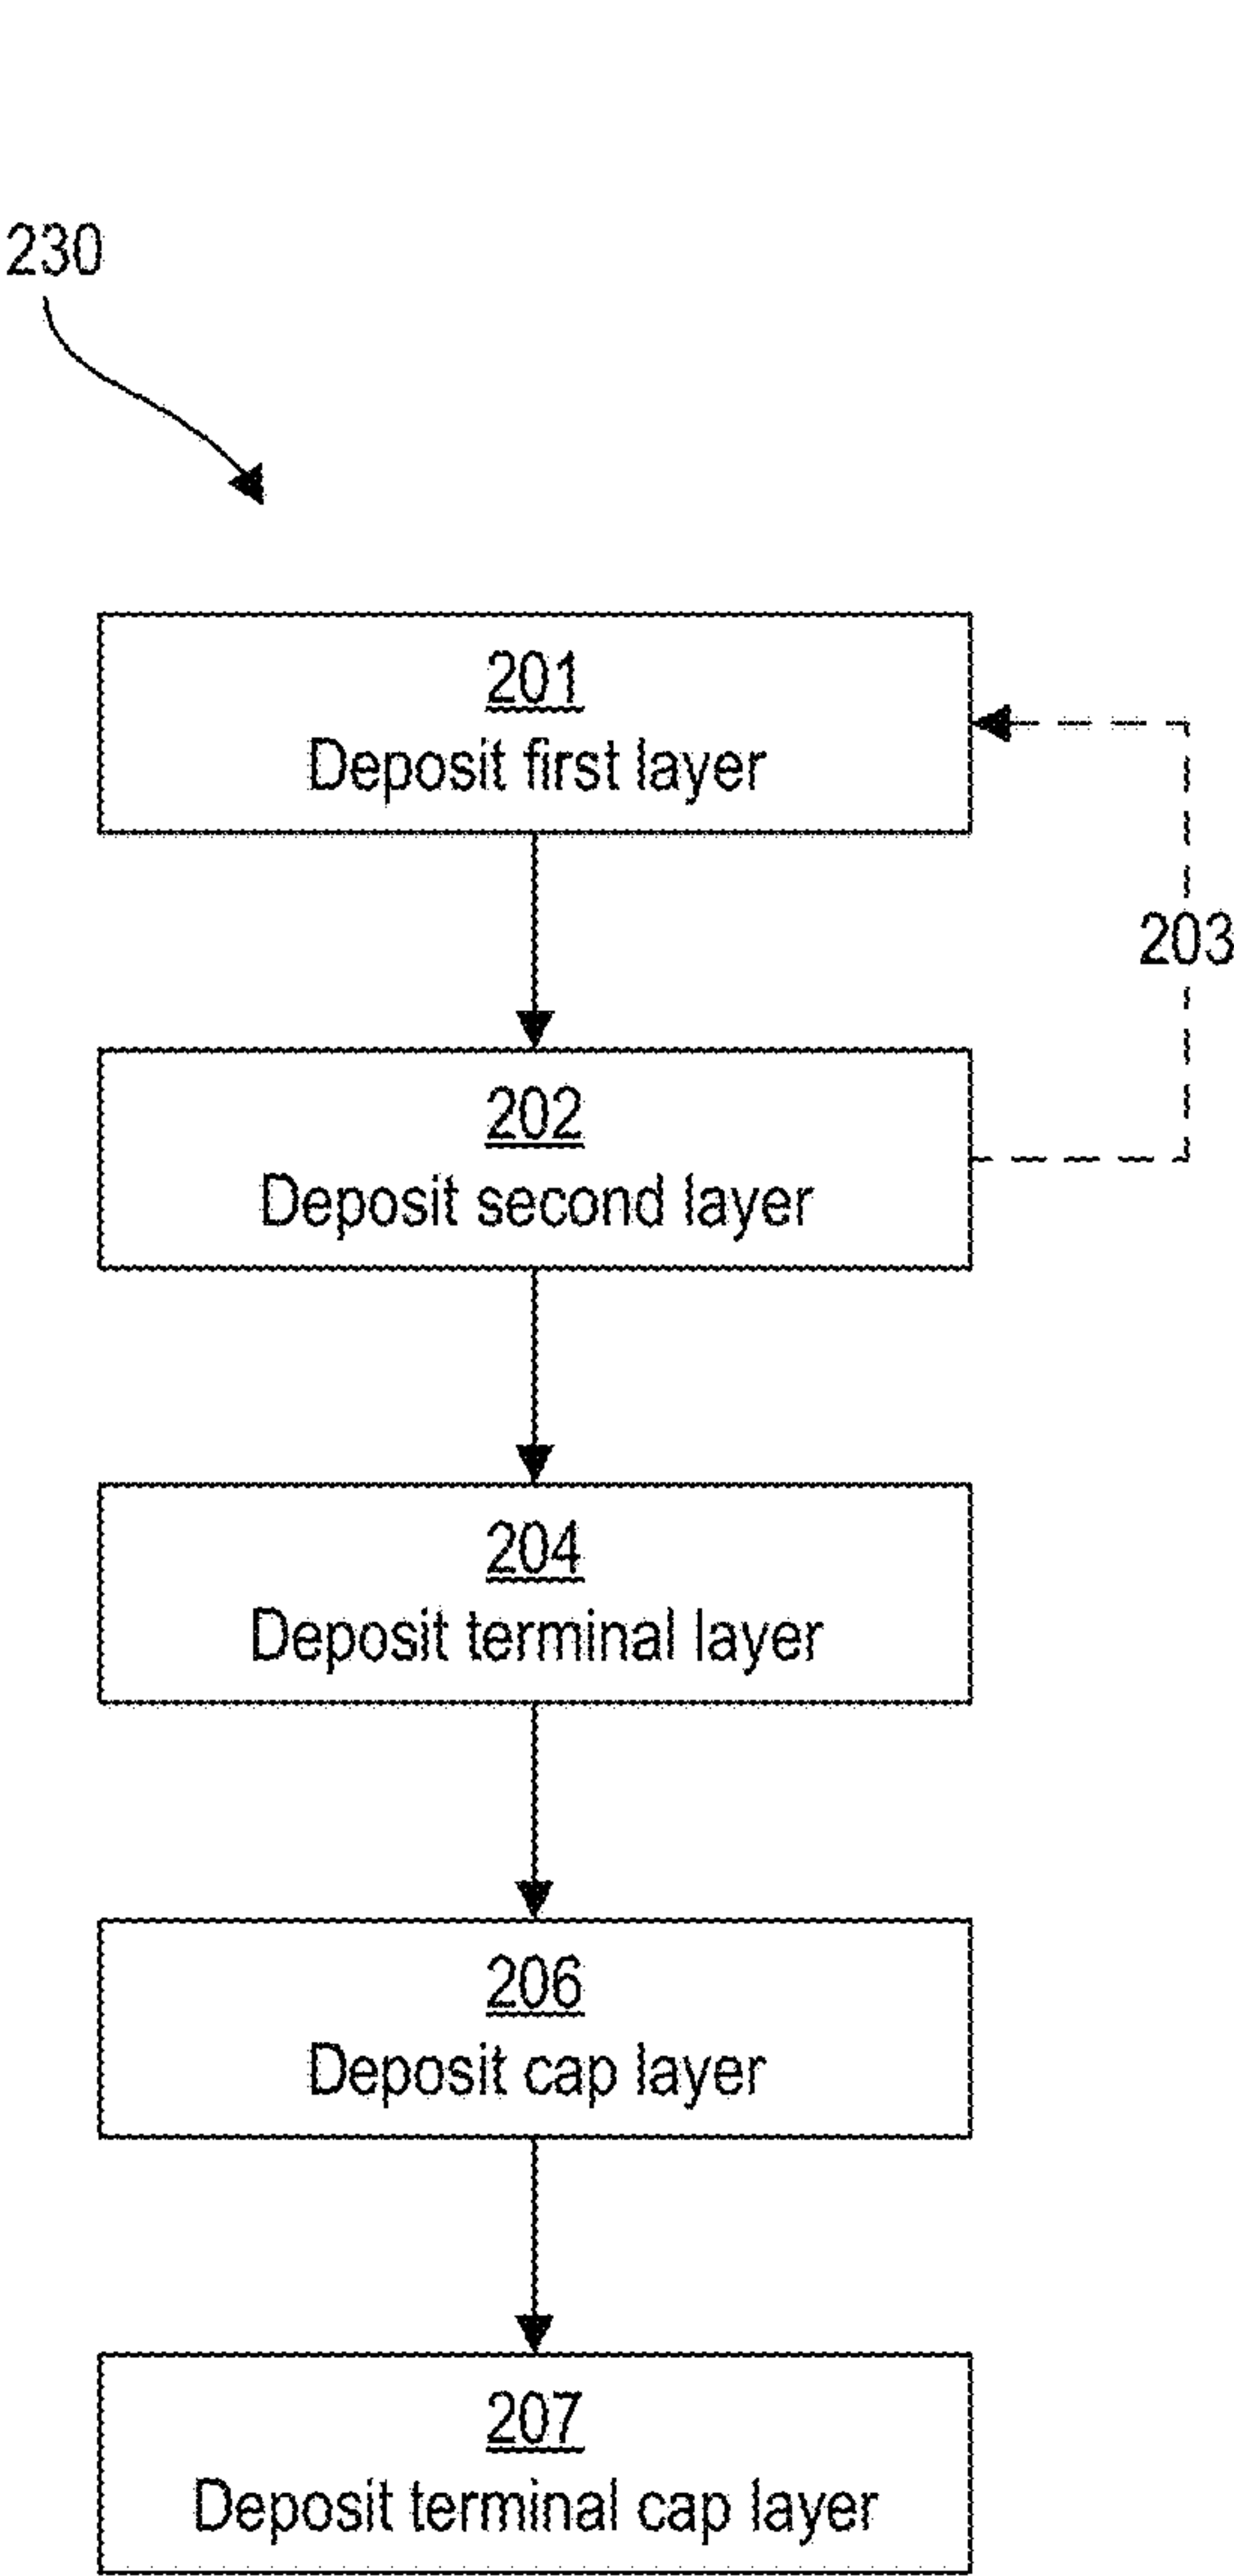 230
201
Deposit first layer
203
202
Deposit second layer
204
Deposit terminal layer
206
Deposit cap layer
207
Deposit terminal cap layer